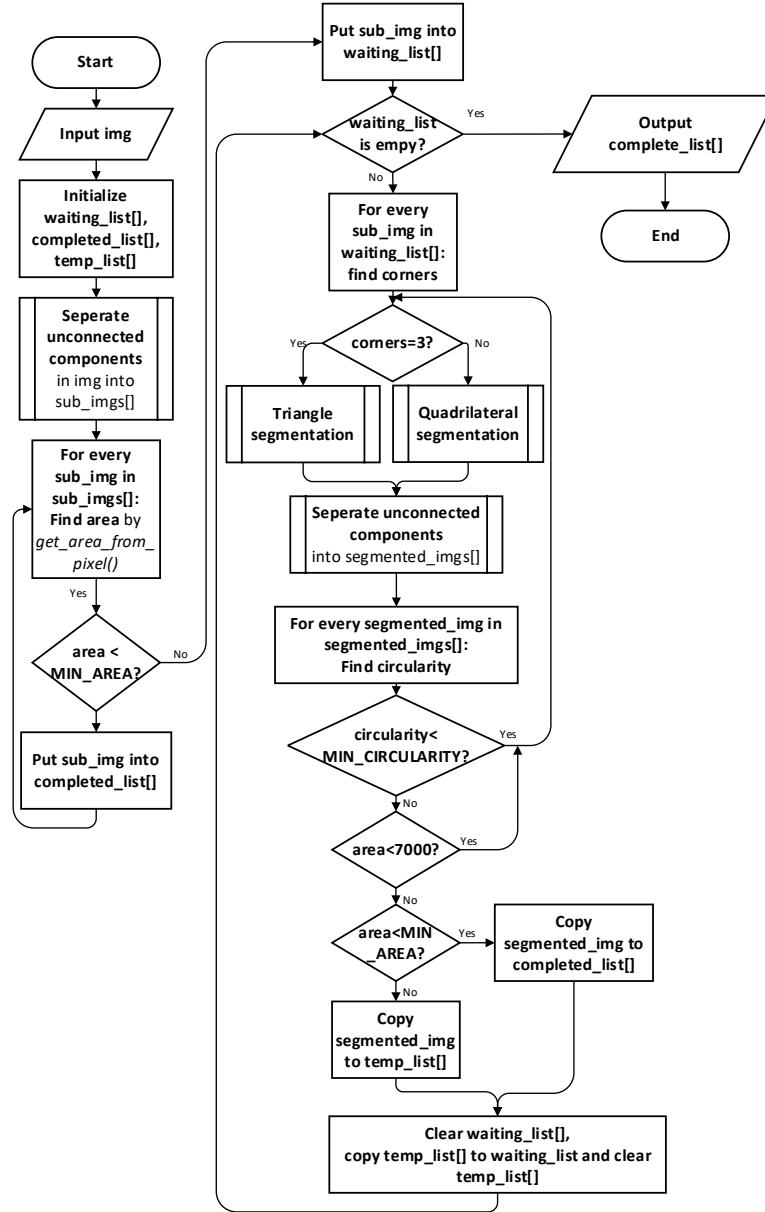 Start
Input img
Initialize
waiting_list[],
completed_list[],
temp_list[]
Seperate
unconnected
components
in img into
sub_imgs[]
For every
sub_img in
sub_imgs[]:
Find area by
get_area_from_
pixel()
Yes
area <
MIN_AREA?
No
Put sub_img into
completed_list[]
Put sub_img into
waiting_list[]
waiting_list
is empy?
Yes
Output
complete_list[]
End
No
For every
sub_img in
waiting_list[]:
find corners
corners=3?
Yes
No
Triangle
segmentation
Quadrilateral
segmentation
Seperate unconnected
components
into segmented_imgs[]
For every segmented_img in
segmented_imgs[]:
Find circularity
circularity<
MIN_CIRCULARITY?
Yes
No
area<7000?
Yes
No
area<MIN
_AREA?
Yes
Copy
segmented_img to
completed_list[]
No
Copy
segmented_img
to temp_list[]
Clear waiting_list[],
copy temp_list[] to waiting_list and clear
temp_list[]